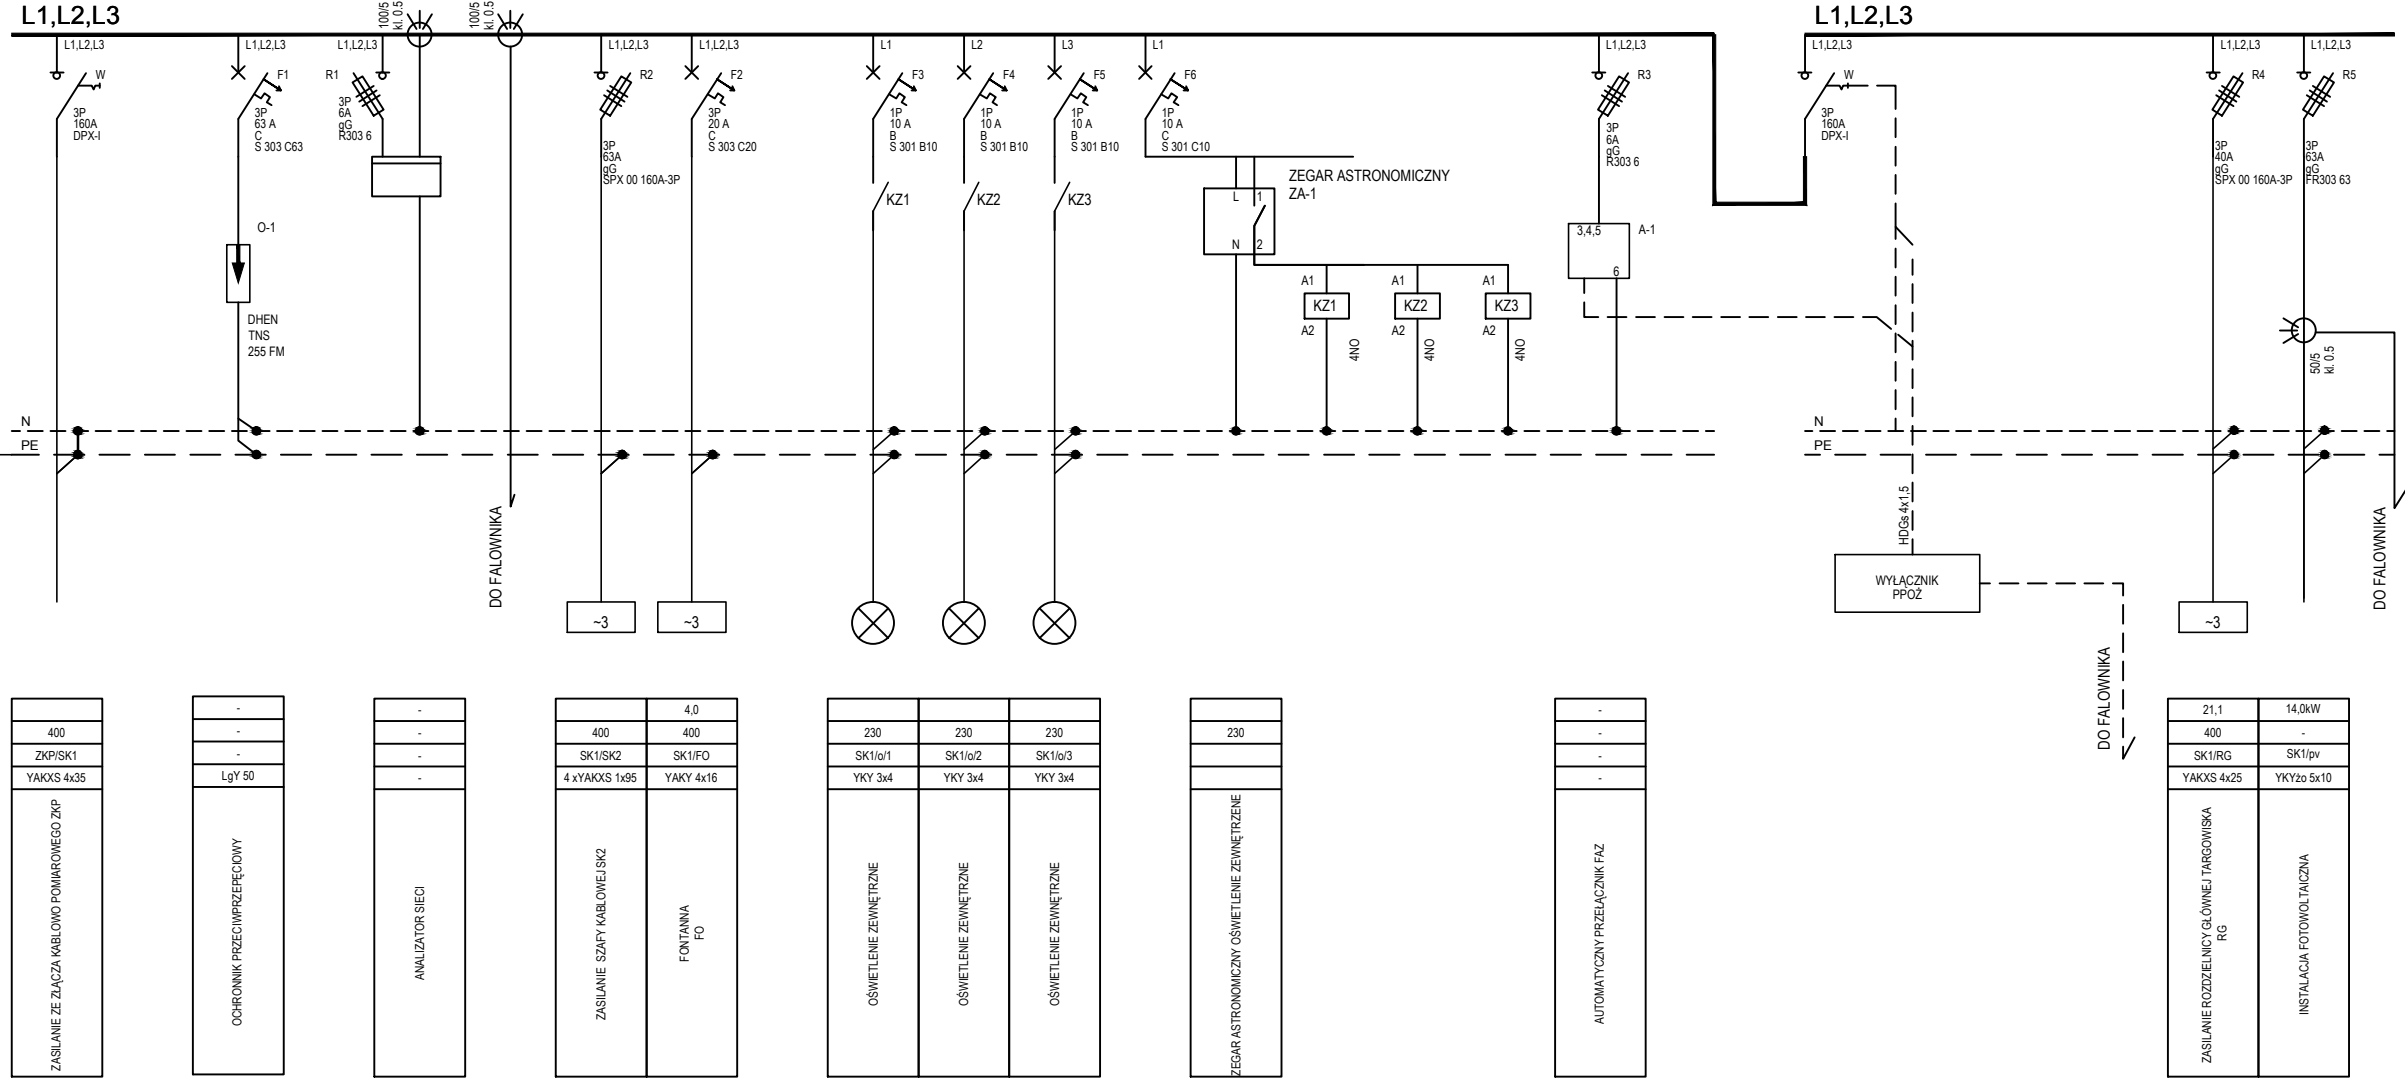 L1,L2,L3
L1,L2,L3
100/5
kl. 0.5
100/5
kl. 0.5
L1,L2,L3
L1,L2,L3
L1,L2,L3
L1,L2,L3
L1,L2,L3
L1
L2
L3
L1
L1,L2,L3
L1,L2,L3
L1,L2,L3
L1,L2,L3
W
3P
160A
DPX-I
F1
3P
63 A
C
S 303 C63
R1
3P
6A
gG
R303 6
R2
3P
63A
gG
SPX 00 160A-3P
F2
3P
20 A
C
S 303 C20
F3
1P
10 A
B
S 301 B10
F4
1P
10 A
B
S 301 B10
F5
1P
10 A
B
S 301 B10
F6
1P
10 A
C
S 301 C10
R3
3P
6A
gG
R303 6
W
3P
160A
DPX-I
R4
3P
40A
gG
SPX 00 160A-3P
R5
3P
63A
gG
FR303 63
KZ1
KZ2
KZ3
ZEGAR ASTRONOMICZNY
ZA-1
L
1
N
2
3,4,5
A-1
6
O-1
DHEN
TNS
255 FM
A1
KZ1
A2
4NO
A1
KZ2
A2
4NO
A1
KZ3
A2
4NO
50/5
kl. 0.5
N
PE
N
PE
DO FALOWNIKA
HDGs 4x1,5
DO FALOWNIKA
WYŁĄCZNIK
PPOŻ
DO FALOWNIKA
~3
~3
~3
400
ZKP/SK1
YAKXS 4x35
ZASILANIE ZE ZŁĄCZA KABLOWO POMIAROWEGO ZKP
-
-
-
LgY 50
OCHRONNIK PRZECIWPRZEPĘCIOWY
-
-
-
-
ANALIZATOR SIECI
400
SK1/SK2
4 xYAKXS 1x95
ZASILANIE SZAFY KABLOWEJ SK2
4,0
400
SK1/FO
YAKY 4x16
FONTANNA
FO
230
SK1/o/1
YKY 3x4
OŚWIETLENIE ZEWNĘTRZNE
230
SK1/o/2
YKY 3x4
OŚWIETLENIE ZEWNĘTRZNE
230
SK1/o/3
YKY 3x4
OŚWIETLENIE ZEWNĘTRZNE
230
ZEGAR ASTRONOMICZNY OŚWIETLENIE ZEWNĘTRZENE
-
-
-
-
AUTOMATYCZNY PRZEŁĄCZNIK FAZ
21,1
400
SK1/RG
YAKXS 4x25
ZASILANIE ROZDZIELNICY GŁÓWNEJ TARGOWISKA
RG
14,0kW
-
SK1/pv
YKYżo 5x10
INSTALACJA FOTOWOLTAICZNA